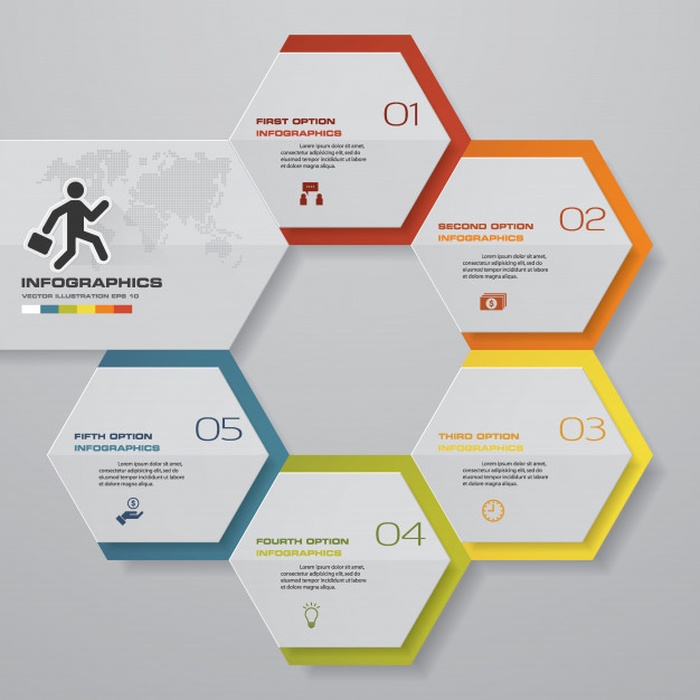 INFOGRAPHICS
VECTOR ILLUSTRATION EPS 10
01
FIRST OPTION
INFOGRAPHICS
Lorem ipsum dolor sit amet,
consectetur adipisicing elit, sed do
eiusmod tempor incididunt ut labore
et dolore magna aliqua.
02
SECOND OPTION
INFOGRAPHICS
Lorem ipsum dolor sit amet,
consectetur adipisicing elit, sed do
eiusmod tempor incididunt ut labore
et dolore magna aliqua.
$
03
THIRD OPTION
INFOGRAPHICS
Lorem ipsum dolor sit amet,
consectetur adipisicing elit, sed do
eiusmod tempor incididunt ut labore
et dolore magna aliqua.
04
FOURTH OPTION
INFOGRAPHICS
Lorem ipsum dolor sit amet,
consectetur adipisicing elit, sed do
eiusmod tempor incididunt ut labore
et dolore magna aliqua.
05
FIFTH OPTION
INFOGRAPHICS
Lorem ipsum dolor sit amet,
consectetur adipisicing elit, sed do
eiusmod tempor incididunt ut labore
et dolore magna aliqua.
$